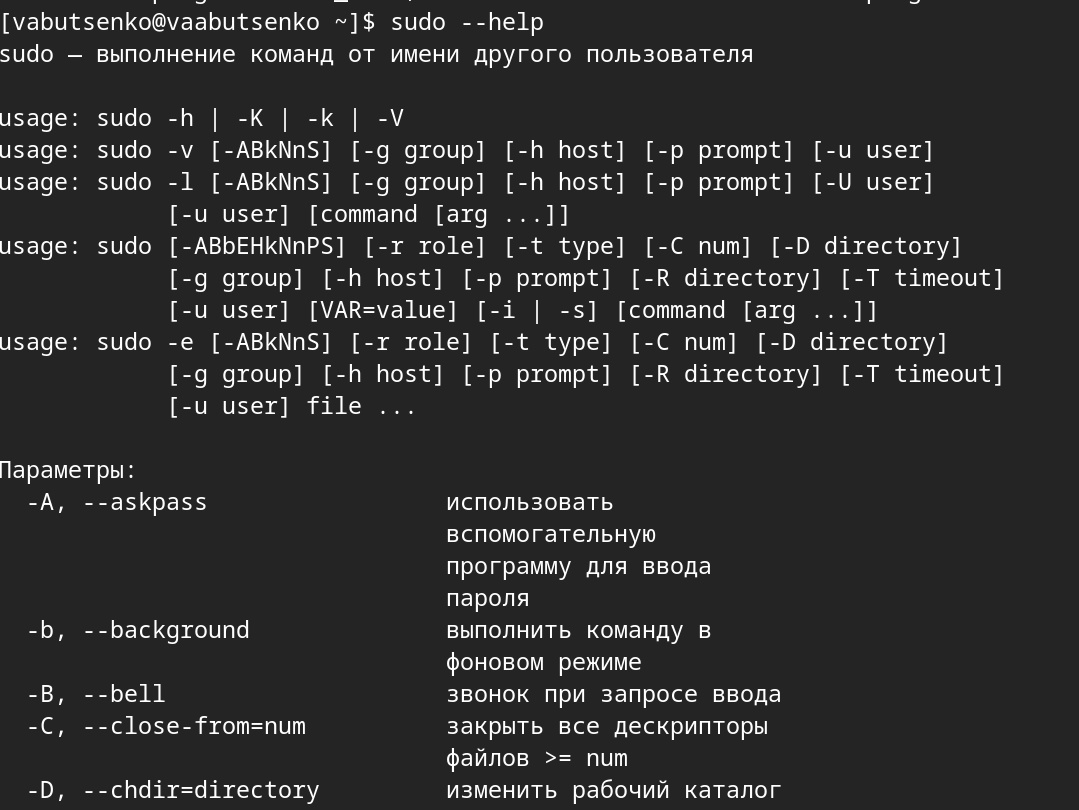 [vabutsenko@vaabutsenko ~]$ sudo --help
sudo — выполнение команд от имени другого пользователя
usage: sudo -h | -K | -k | -V
usage: sudo -v [-ABkNnS] [-g group] [-h host] [-p prompt] [-u user]
usage: sudo -l [-ABkNnS] [-g group] [-h host] [-p prompt] [-U user]
[-u user] [command [arg ...]]
usage: sudo [-ABbEHkNnPS] [-r role] [-t type] [-C num] [-D directory]
[-g group] [-h host] [-p prompt] [-R directory] [-T timeout]
[-u user] [VAR=value] [-i | -s] [command [arg ...]]
usage: sudo -e [-ABkNnS] [-r role] [-t type] [-C num] [-D directory]
[-g group] [-h host] [-p prompt] [-R directory] [-T timeout]
[-u user] file ...
Параметры:
-A, --askpass использовать
вспомогательную
программу для ввода
пароля
-b, --background выполнить команду в
фоновом режиме
-B, --bell звонок при запросе ввода
-C, --close-from=num закрыть все дескрипторы
файлов >= num
-D, --chdir=directory изменить рабочий каталог